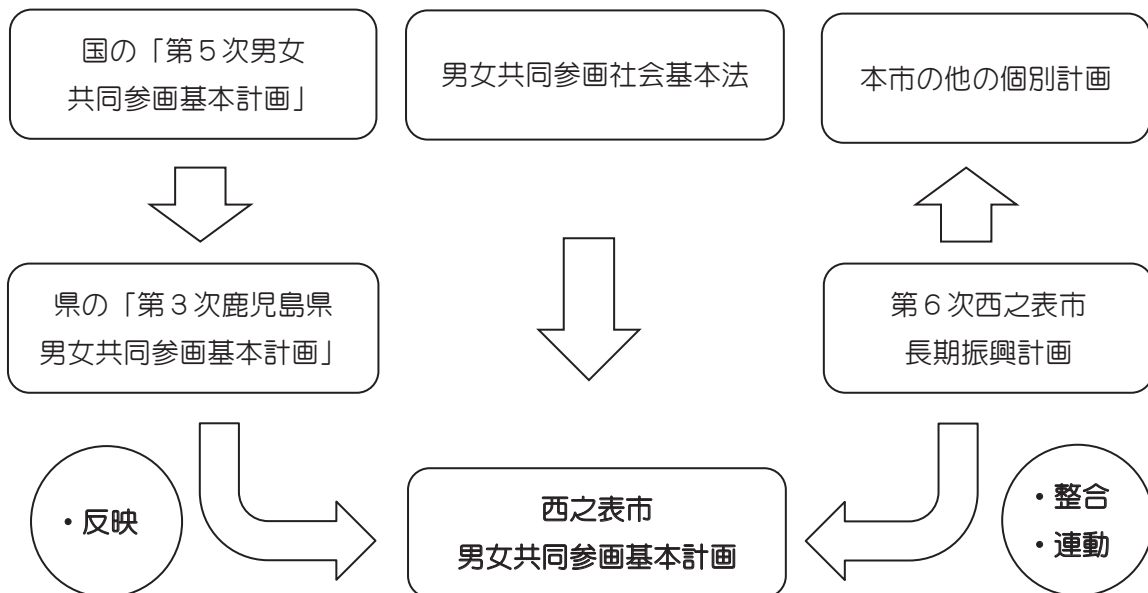 国の「第５次男女
共同参画基本計画」
男女共同参画社会基本法
本市の他の個別計画
県の「第３次鹿児島県
男女共同参画基本計画」
第６次西之表市
長期振興計画
・反映
西之表市
男女共同参画基本計画
・整合
・連動